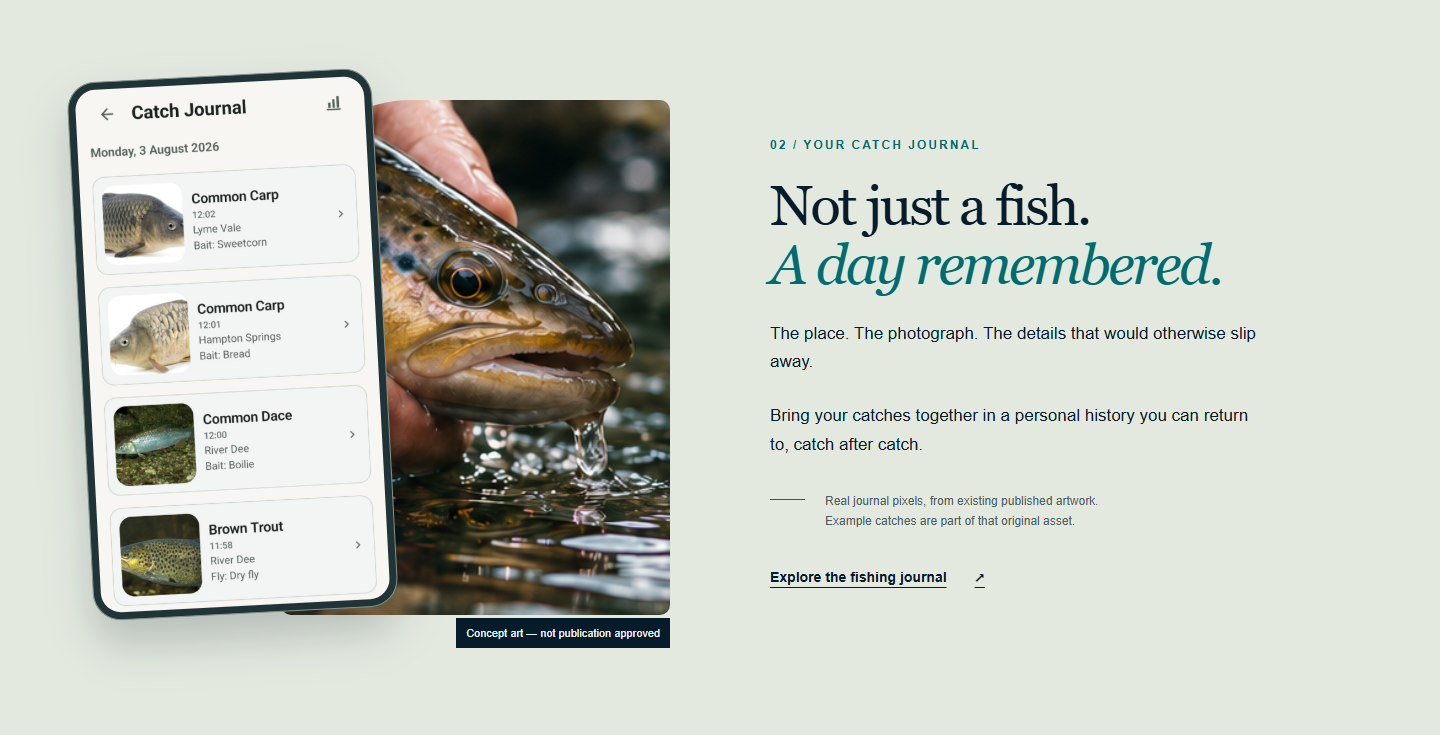 Catch Journal
Monday, 3 August 2026
Common Carp
12:02
Lyme Vale
Bait: Sweetcorn
Common Carp
12:01
Hampton Springs
Bait: Bread
Common Dace
12:00
River Dee
Bait: Boilie
Brown Trout
11:58
River Dee
Fly: Dry fly
Concept art — not publication approved
02 / YOUR CATCH JOURNAL
Not just a fish.
A day remembered.
The place. The photograph. The details that would otherwise slip
away.
Bring your catches together in a personal history you can return
to, catch after catch.
Real journal pixels, from existing published artwork.
Example catches are part of that original asset.
Explore the fishing journal ↗